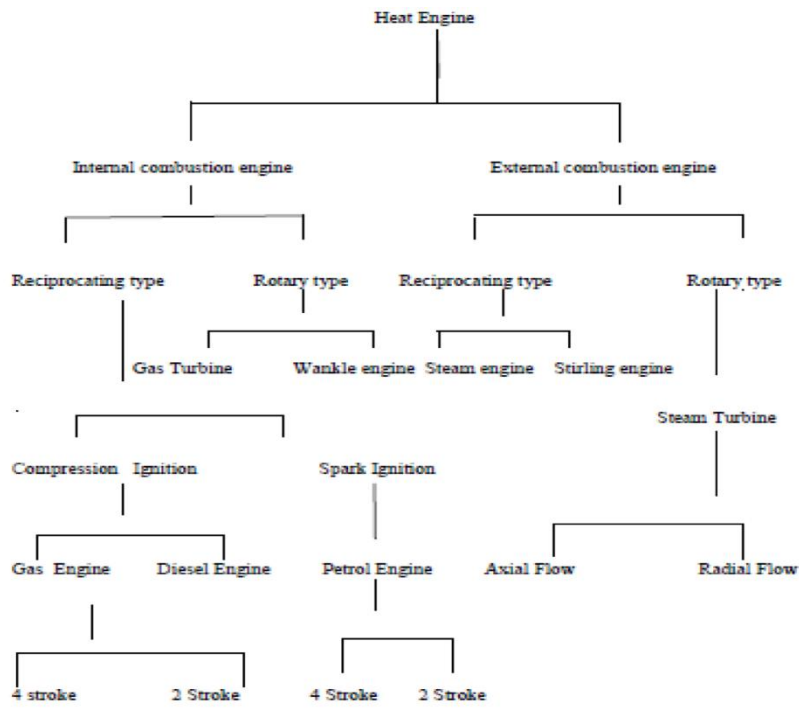 Heat Engine
Internal combustion engine
External combustion engine
Reciprocating type
Rotary type
Reciprocating type
Rotary type
Gas Turbine
Wankle engine
Steam engine
Stirling engine
Steam Turbine
Compression Ignition
Spark Ignition
Gas Engine
Diesel Engine
Petrol Engine
Axial Flow
Radial Flow
4 stroke
2 Stroke
4 Stroke
2 Stroke